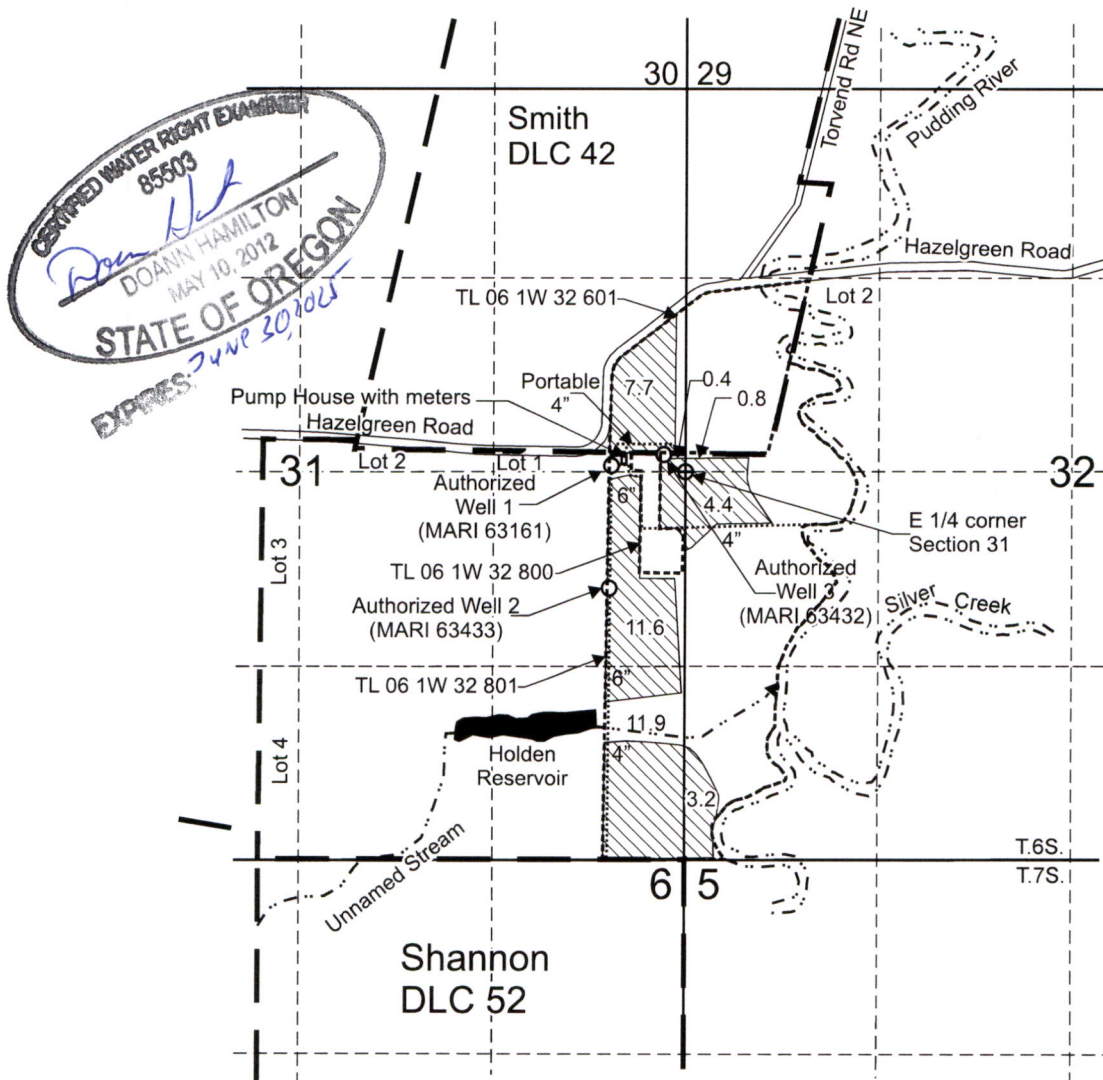 30 29
Smith
DLC 42
Torvend Rd NE
Pudding River
CERTIFIED WATER RIGHT EXAMINER
85503
DOANN HAMILTON
MAY 10, 2012
STATE OF OREGON
EXPIRES: JUNE 30, 2025
Hazelgreen Road
TL 06 1W 32 601
Lot 2
Portable
4"
7.7
0.4
0.8
Pump House with meters
Hazelgreen Road
Lot 2
Lot 1
31
32
Authorized
Well 1
(MARI 63161)
6"
4.4
4"
E 1/4 corner
Section 31
Lot 3
TL 06 1W 32 800
Authorized
Well 3
(MARI 63432)
Authorized Well 2
(MARI 63433)
11.6
Silver Creek
TL 06 1W 32 801
6"
11.9
4"
Holden
Reservoir
Lot 4
3.2
Unnamed Stream
T.6S.
T.7S.
6 5
Shannon
DLC 52